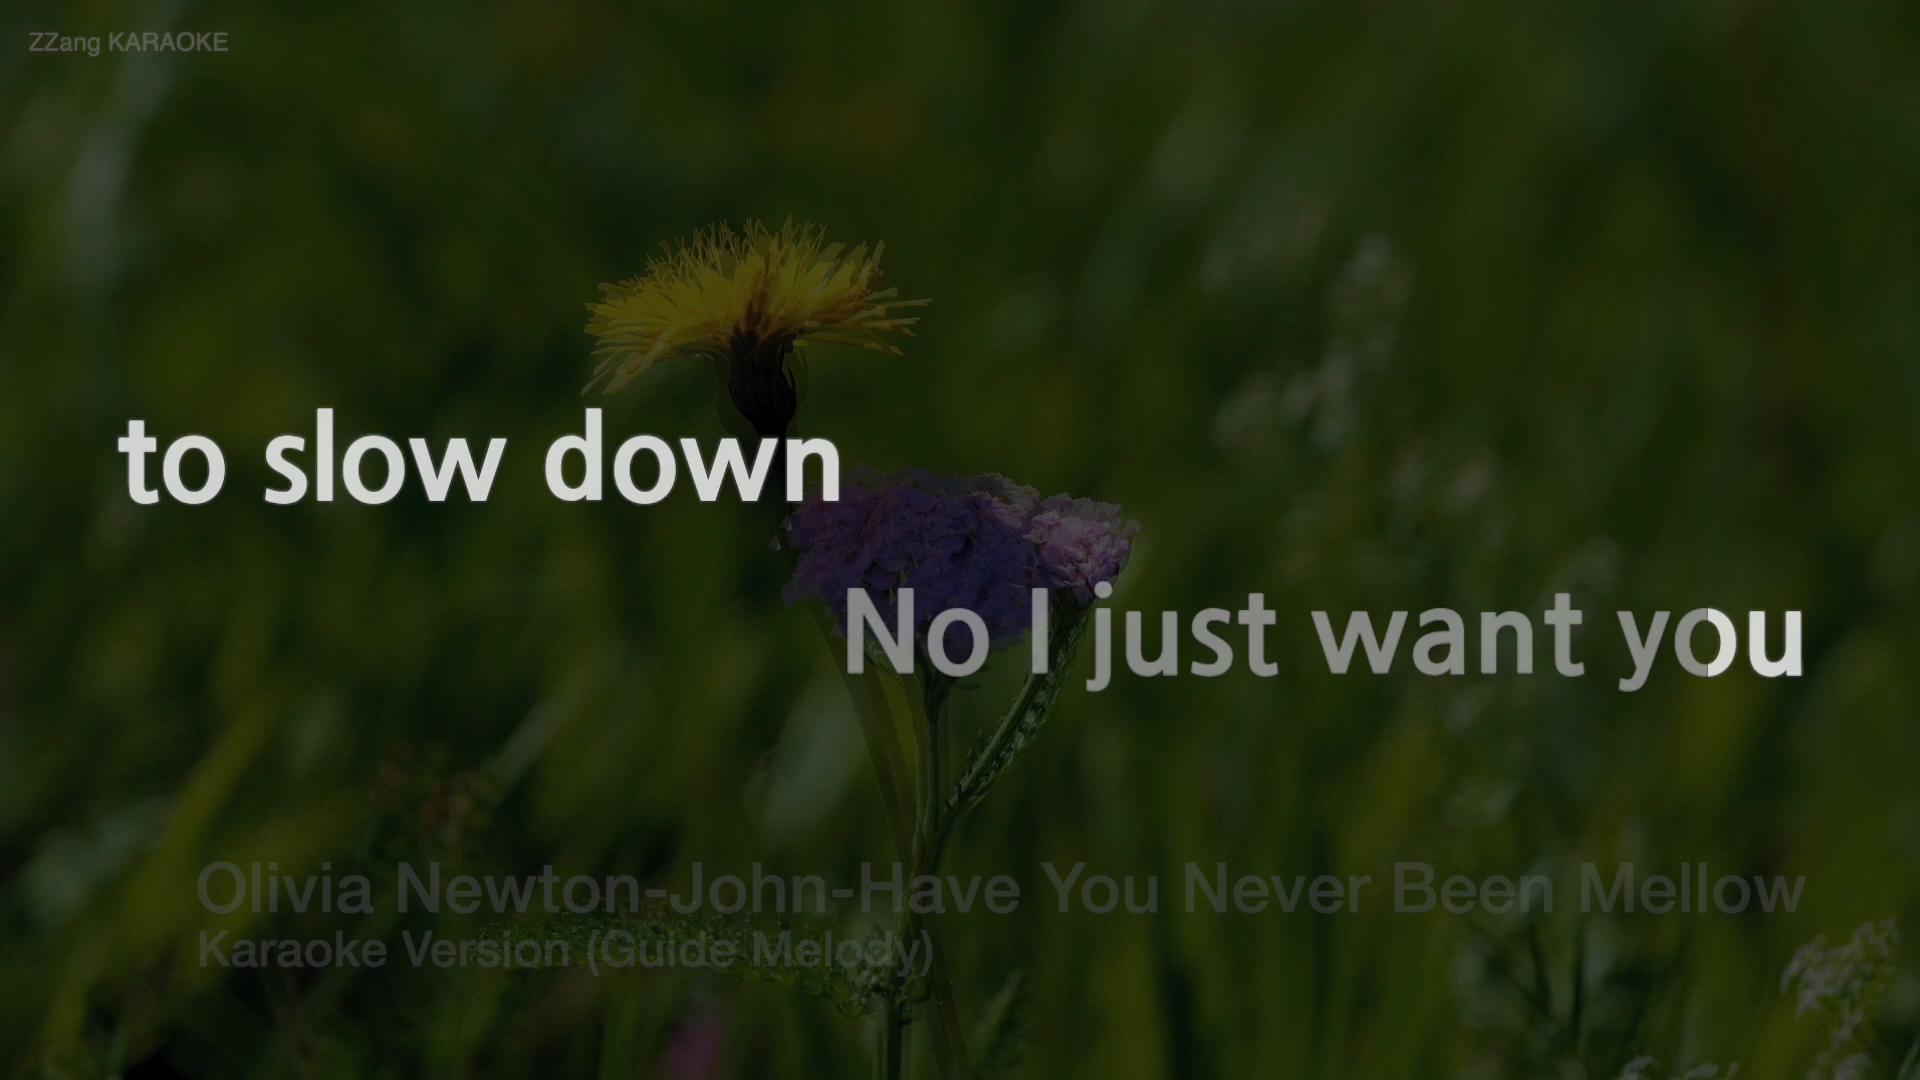 ZZang KARAOKE
to slow down
No I just want you
Olivia Newton-John-Have You Never Been Mellow
Karaoke Version (Guide Melody)